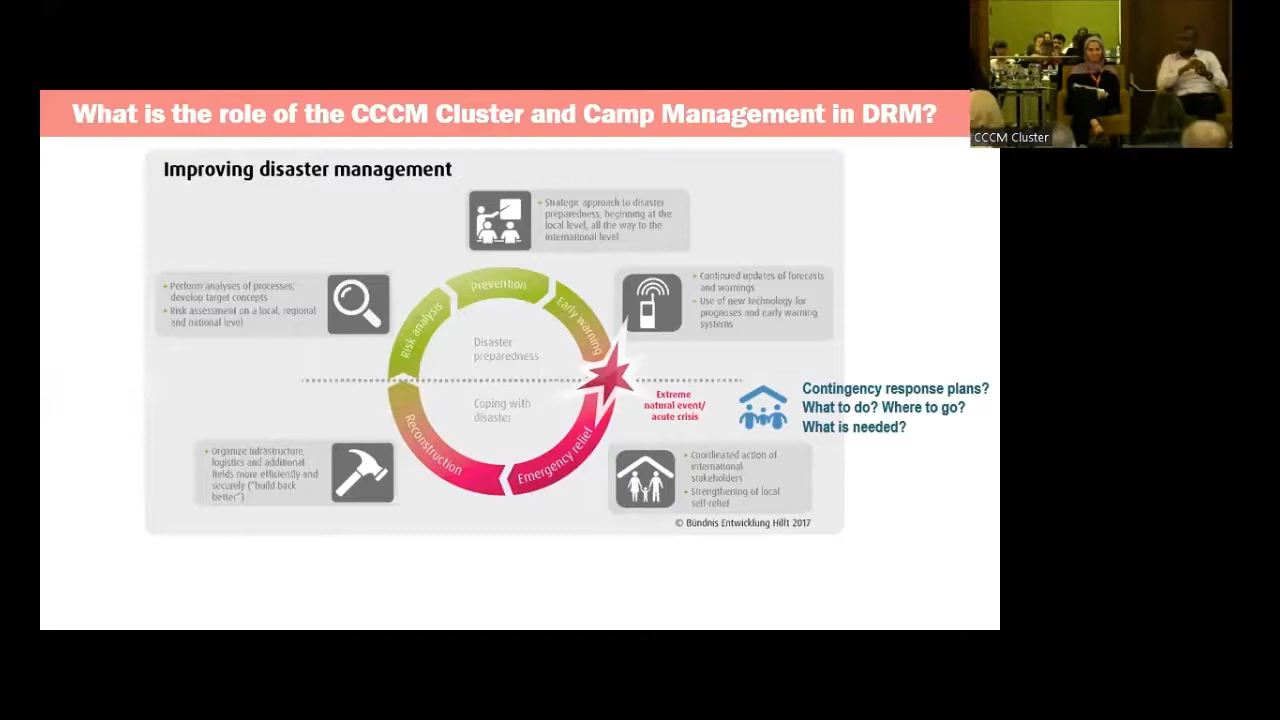 What is the role of the CCCM Cluster and Camp Management in DRM?
CCCM Cluster
Improving disaster management
Strategic approach to disaster
preparedness, beginning at the
local level, all the way to the
international level
Perform analyses of processes,
develop target concepts
Risk assessment on a local, regional
and national level
Continued updates of forecasts
and warnings
Use of new technology for
prognoses and early warning
systems
Risk analysis
Prevention
Early warning
Disaster
preparedness
Coping with
disaster
Extreme
natural event/
acute crisis
Contingency response plans?
What to do? Where to go?
What is needed?
Reconstruction
Emergency relief
Organize infrastructure,
logistics and additional
fields more efficiently and
securely ("build back
better")
Coordinated action of
international
stakeholders
Strengthening of local
self-relief
© Bündnis Entwicklung Hilft 2017